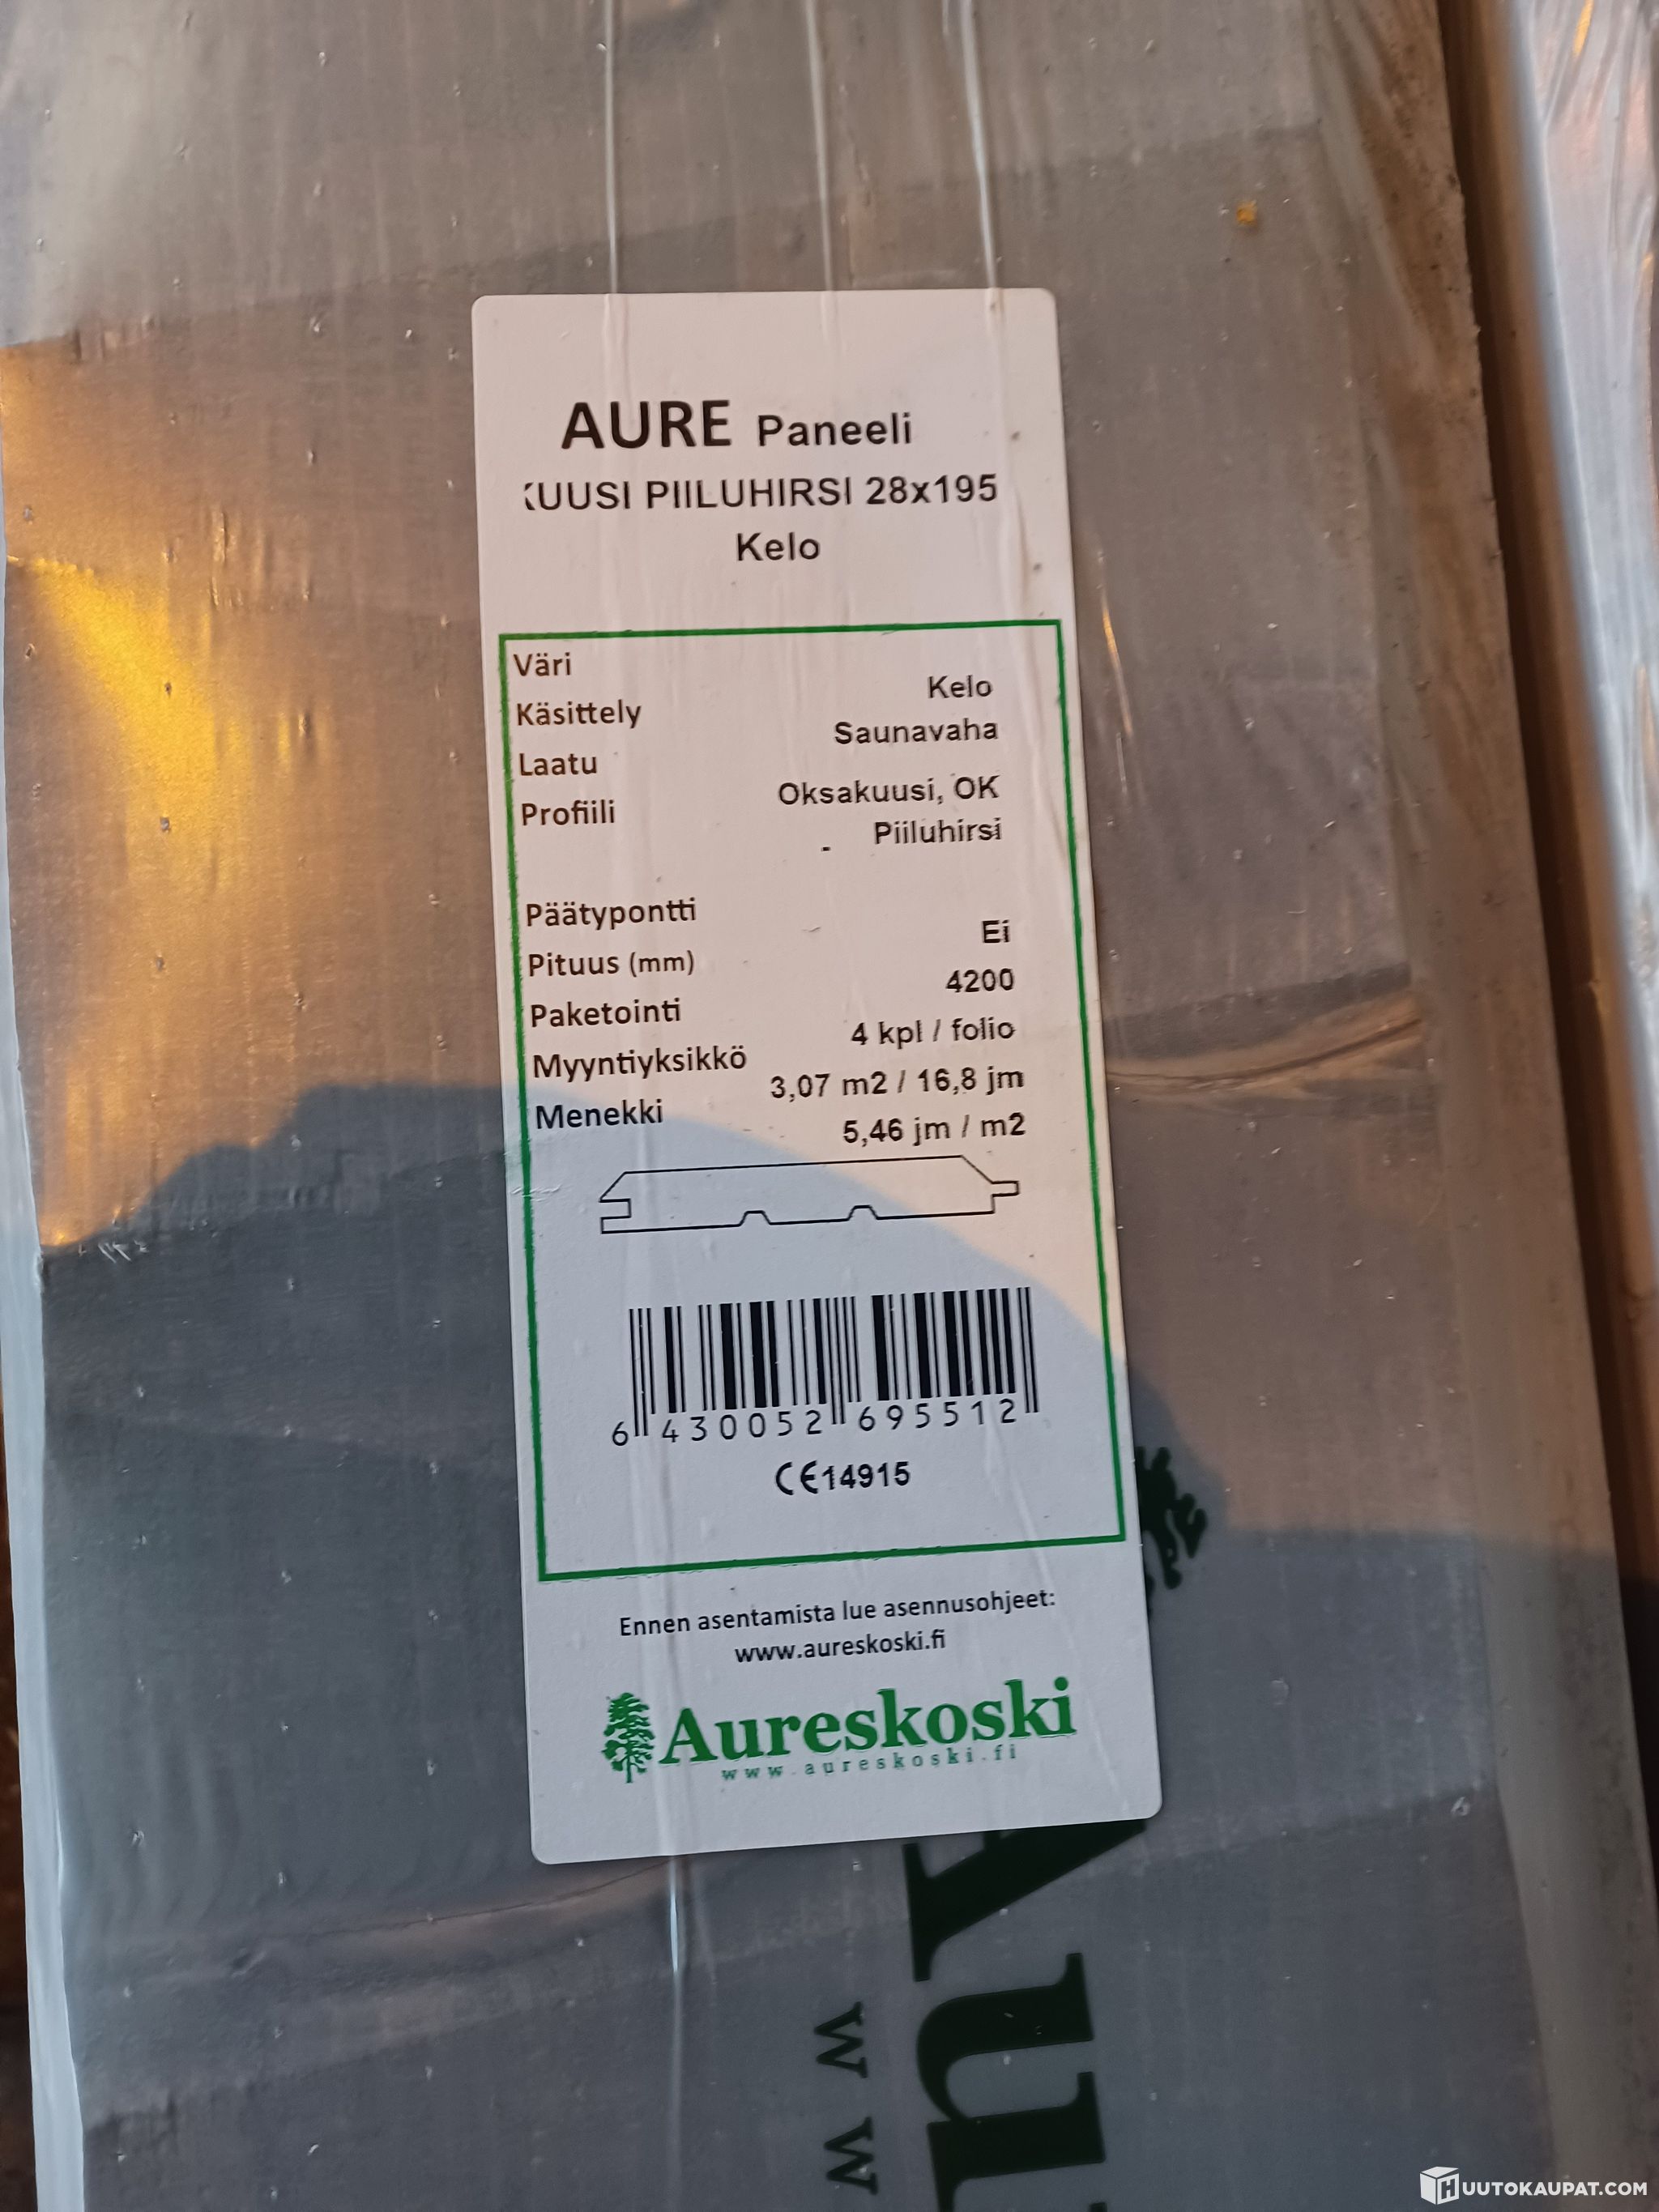 AURE Paneeli
KUUSI PIILUHIRSI 28x195
Kelo
Väri Kelo
Käsittely Saunavaha
Laatu Oksakuusi, OK
Profiili Piiluhirsi
-
Päätypontti Ei
Pituus (mm) 4200
Paketointi 4 kpl / folio
Myyntiyksikkö 3,07 m2 / 16,8 jm
Menekki 5,46 jm / m2
6 430052 695512
CE14915
Ennen asentamista lue asennusohjeet:
www.aureskoski.fi
Aureskoski
www.aureskoski.fi
Au
w w
HUUTOKAUPAT.COM